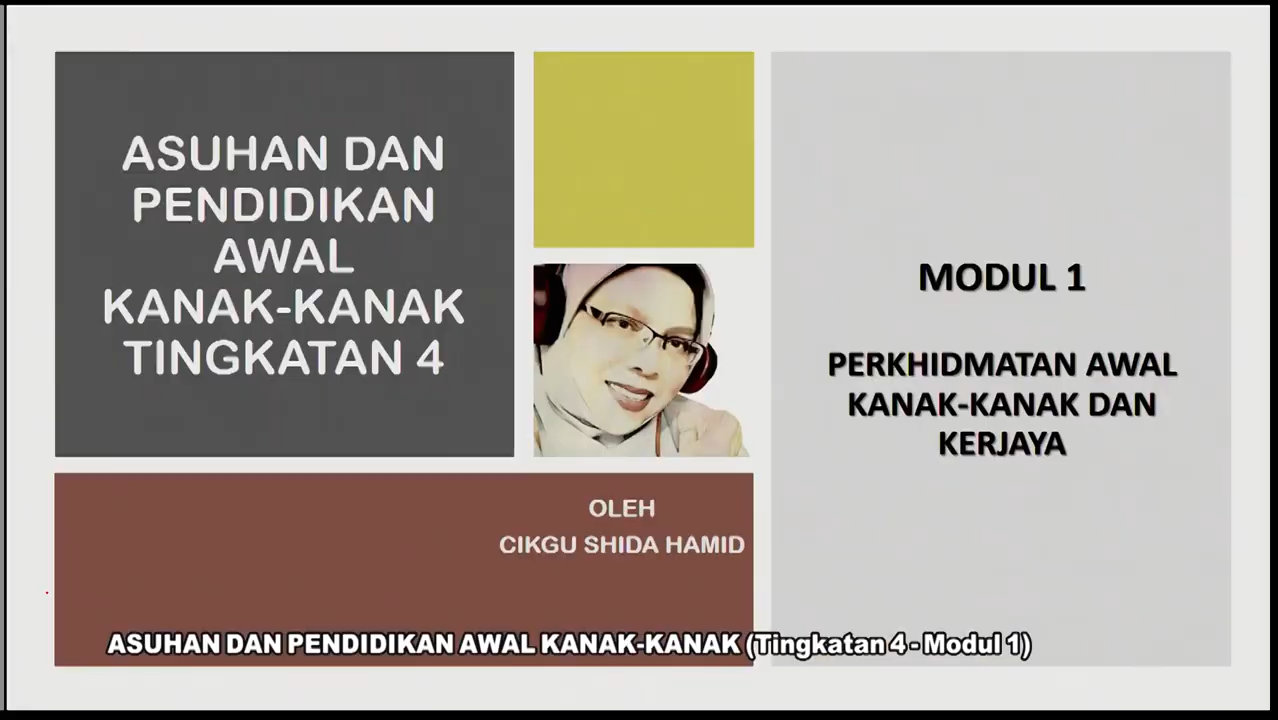 ASUHAN DAN
PENDIDIKAN
AWAL
KANAK-KANAK
TINGKATAN 4
MODUL 1
PERKHIDMATAN AWAL
KANAK-KANAK DAN
KERJAYA
OLEH
CIKGU SHIDA HAMID
ASUHAN DAN PENDIDIKAN AWAL KANAK-KANAK (Tingkatan 4 - Modul 1)